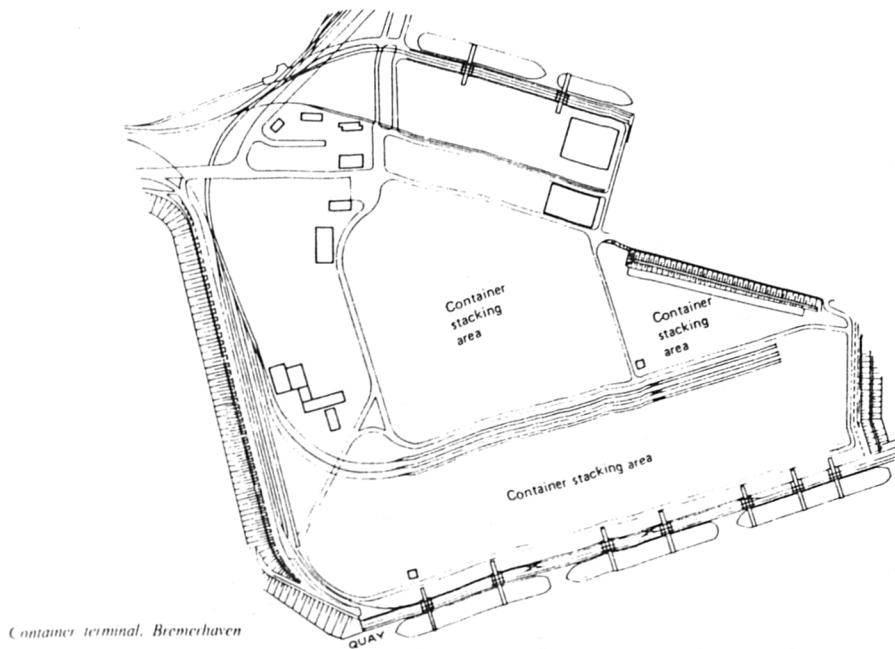 Container
stacking
area
Container
stacking
area
Container stacking area
QUAY
Container terminal, Bremerhaven